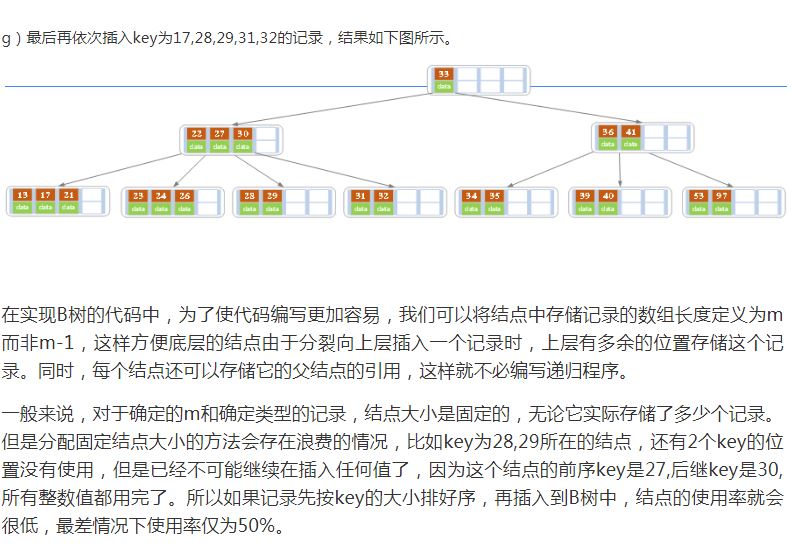 g）最后再依次插入key为17,28,29,31,32的记录，结果如下图所示。
33
data
22 27 30
data data data
36 41
data data
13 17 21
data data data
23 24 26
data data data
28 29
data data
31 32
data data
34 35
data data
39 40
data data
53 97
data data
在实现B树的代码中，为了使代码编写更加容易，我们可以将结点中存储记录的数组长度定义为m
而非m-1，这样方便底层的结点由于分裂向上层插入一个记录时，上层有多余的位置存储这个记
录。同时，每个结点还可以存储它的父结点的引用，这样就不必编写递归程序。
一般来说，对于确定的m和确定类型的记录，结点大小是固定的，无论它实际存储了多少个记录。
但是分配固定结点大小的方法会存在浪费的情况，比如key为28,29所在的结点，还有2个key的位
置没有使用，但是已经不可能继续在插入任何值了，因为这个结点的前序key是27,后继key是30,
所有整数值都用完了。所以如果记录先按key的大小排好序，再插入到B树中，结点的使用率就会
很低，最差情况下使用率仅为50%。